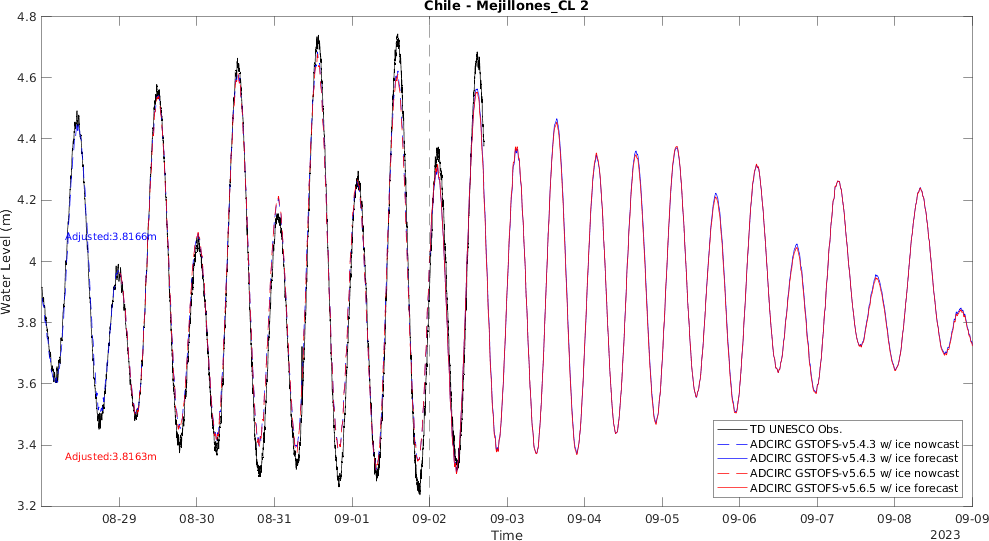 Chile - Mejillones_CL 2
4.8
4.6
4.4
4.2
4
3.8
3.6
3.4
3.2
Water Level (m)
Adjusted:3.8166m
Adjusted:3.8163m
TD UNESCO Obs.
ADCIRC GSTOFS-v5.4.3 w/ ice nowcast
ADCIRC GSTOFS-v5.4.3 w/ ice forecast
ADCIRC GSTOFS-v5.6.5 w/ ice nowcast
ADCIRC GSTOFS-v5.6.5 w/ ice forecast
08-29 08-30 08-31 09-01 09-02 09-03 09-04 09-05 09-06 09-07 09-08 09-09
Time
2023